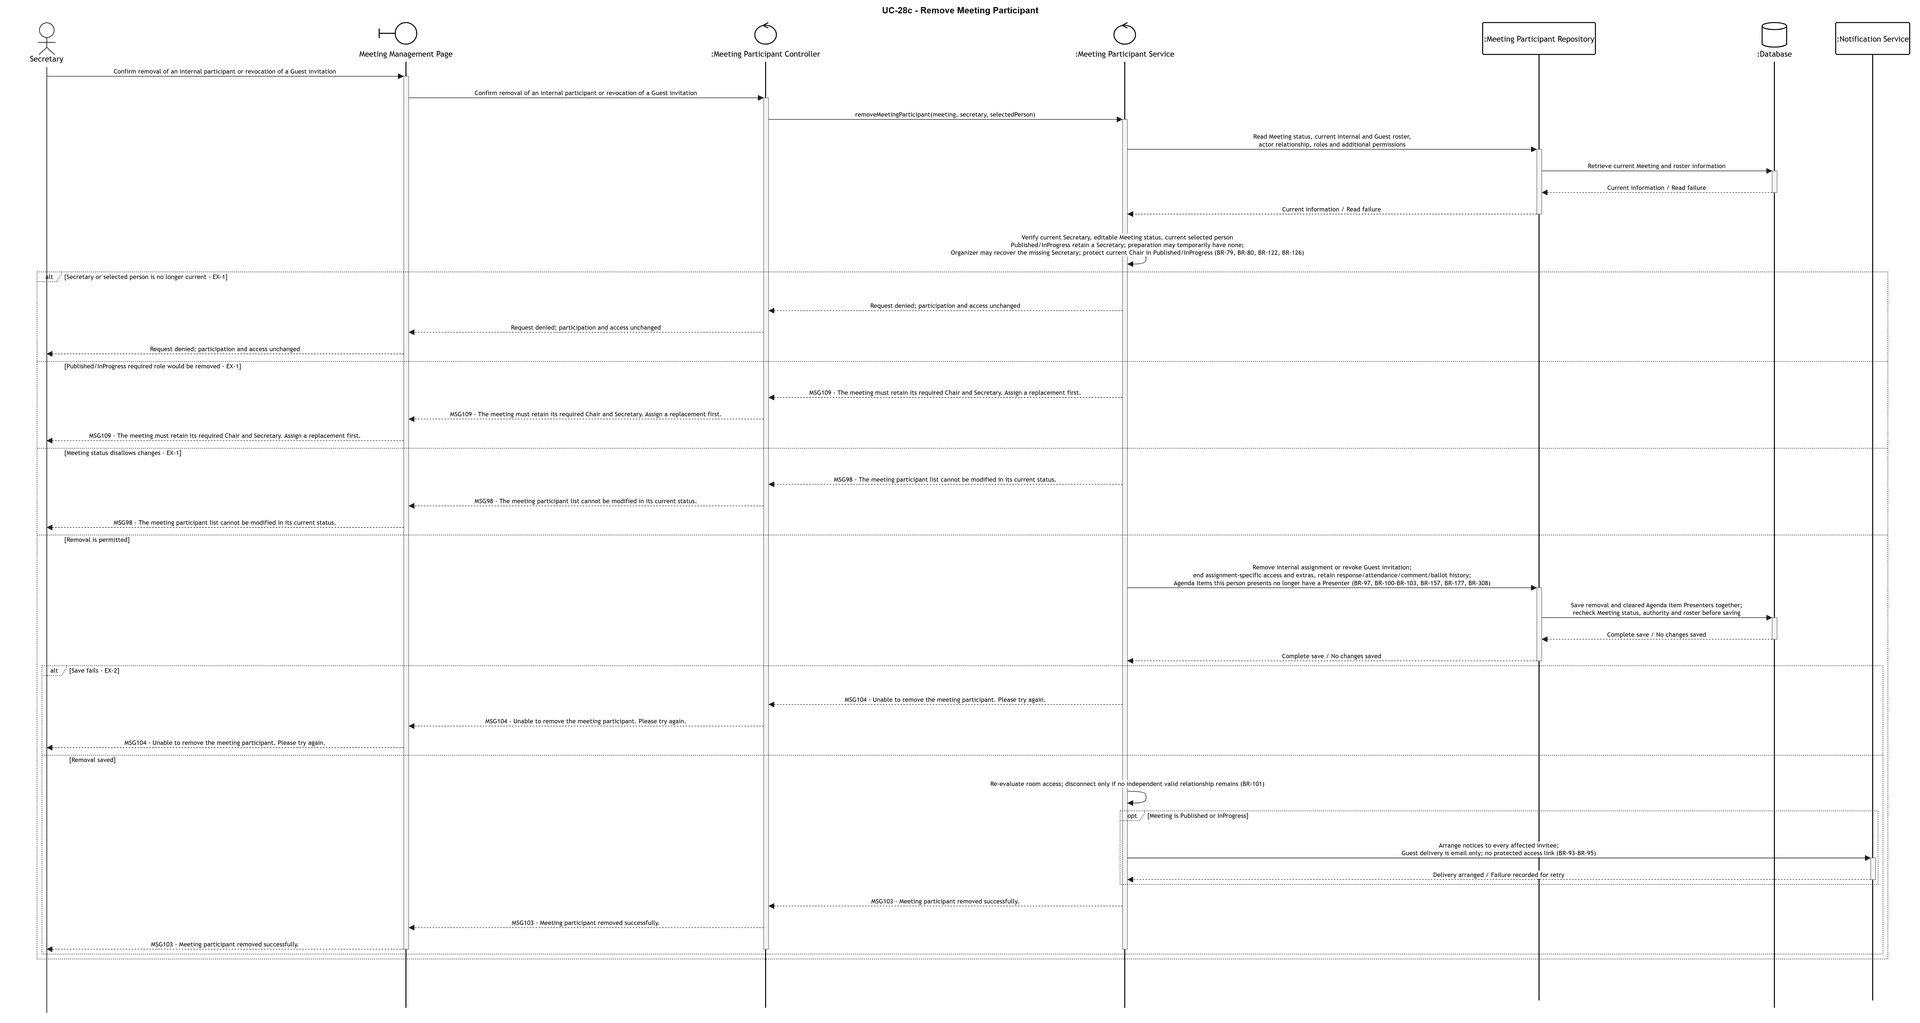 UC-28c - Remove Meeting Participant
Secretary
Meeting Management Page
:Meeting Participant Controller
:Meeting Participant Service
:Meeting Participant Repository
:Database
:Notification Service
Confirm removal of an internal participant or revocation of a Guest invitation
Confirm removal of an internal participant or revocation of a Guest invitation
removeMeetingParticipant(meeting, secretary, selectedPerson)
Read Meeting status, current internal and Guest roster,
actor relationship, roles and additional permissions
Retrieve current Meeting and roster information
Current information / Read failure
Current information / Read failure
Verify current Secretary, editable Meeting status, current selected person
Published/InProgress retain a Secretary; preparation may temporarily have none;
Organizer may recover the missing Secretary; protect current Chair in Published/InProgress (BR-79, BR-80, BR-122, BR-126)
alt
[Secretary or selected person is no longer current - EX-1]
Request denied; participation and access unchanged
Request denied; participation and access unchanged
Request denied; participation and access unchanged
[Published/InProgress required role would be removed - EX-1]
MSG109 - The meeting must retain its required Chair and Secretary. Assign a replacement first.
MSG109 - The meeting must retain its required Chair and Secretary. Assign a replacement first.
MSG109 - The meeting must retain its required Chair and Secretary. Assign a replacement first.
[Meeting status disallows changes - EX-1]
MSG98 - The meeting participant list cannot be modified in its current status.
MSG98 - The meeting participant list cannot be modified in its current status.
MSG98 - The meeting participant list cannot be modified in its current status.
[Removal is permitted]
Remove internal assignment or revoke Guest invitation;
end assignment-specific access and extras, retain response/attendance/comment/ballot history;
Agenda Items this person presents no longer have a Presenter (BR-97, BR-100-BR-103, BR-157, BR-177, BR-308)
Save removal and cleared Agenda Item Presenters together;
recheck Meeting status, authority and roster before saving
Complete save / No changes saved
Complete save / No changes saved
alt
[Save fails - EX-2]
MSG104 - Unable to remove the meeting participant. Please try again.
MSG104 - Unable to remove the meeting participant. Please try again.
MSG104 - Unable to remove the meeting participant. Please try again.
[Removal saved]
Re-evaluate room access; disconnect only if no independent valid relationship remains (BR-101)
opt
[Meeting is Published or InProgress]
Arrange notices to every affected invitee;
Guest delivery is email only; no protected access link (BR-93-BR-95)
Delivery arranged / Failure recorded for retry
MSG103 - Meeting participant removed successfully.
MSG103 - Meeting participant removed successfully.
MSG103 - Meeting participant removed successfully.